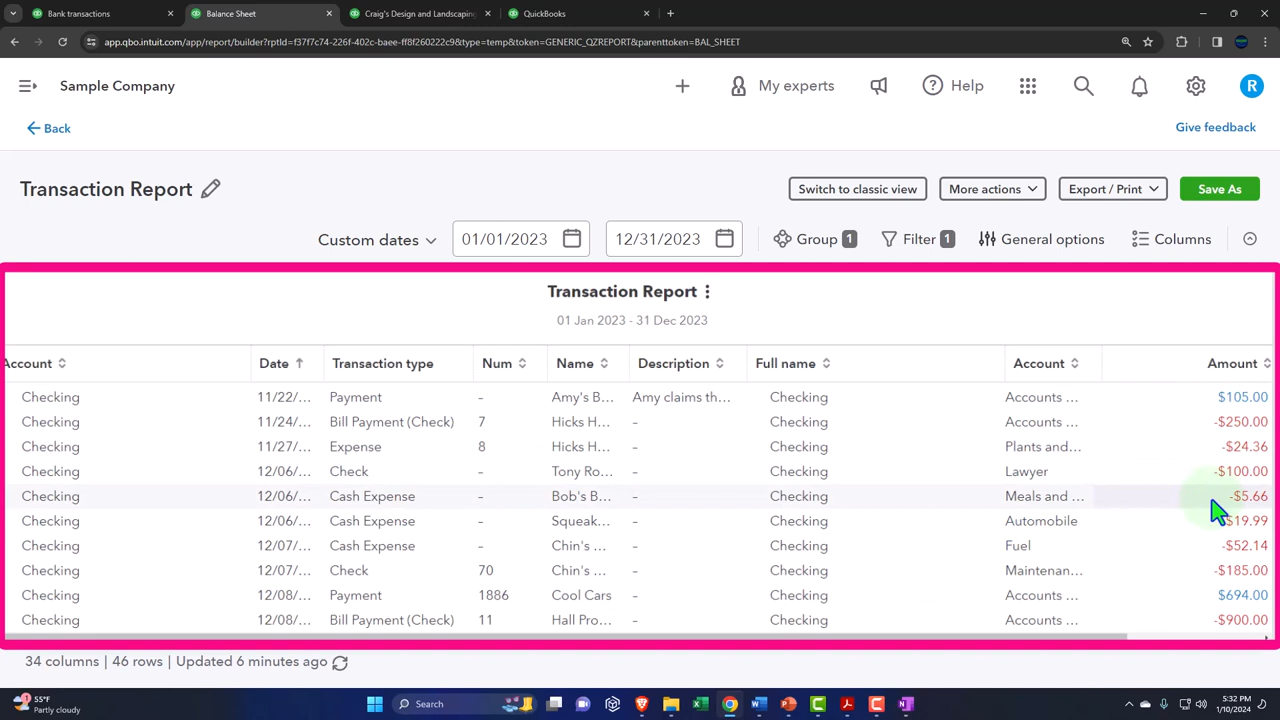 Bank transactions
Balance Sheet
Craig's Design and Landscaping
QuickBooks
app.qbo.intuit.com/app/report/builder?rptId=f37f7c74-226f-402c-baee-ff8f260222c9&type=temp&token=GENERIC_QZREPORT&parenttoken=BAL_SHEET
Sample Company
My experts
Help
R
Back
Give feedback
Transaction Report
Switch to classic view
More actions
Export / Print
Save As
Custom dates
01/01/2023
12/31/2023
Group 1
Filter 1
General options
Columns
Transaction Report
01 Jan 2023 - 31 Dec 2023
Account Date Transaction type Num Name Description Full name Account Amount
Checking 11/22/... Payment – Amy's B... Amy claims th... Checking Accounts ... $105.00
Checking 11/24/... Bill Payment (Check) 7 Hicks H... – Checking Accounts ... -$250.00
Checking 11/27/... Expense 8 Hicks H... – Checking Plants and... -$24.36
Checking 12/06/... Check – Tony Ro... – Checking Lawyer -$100.00
Checking 12/06/... Cash Expense – Bob's B... – Checking Meals and ... -$5.66
Checking 12/06/... Cash Expense – Squeak... – Checking Automobile $19.99
Checking 12/07/... Cash Expense – Chin's ... – Checking Fuel -$52.14
Checking 12/07/... Check 70 Chin's ... – Checking Maintenan... -$185.00
Checking 12/08/... Payment 1886 Cool Cars – Checking Accounts ... $694.00
Checking 12/08/... Bill Payment (Check) 11 Hall Pro... – Checking Accounts ... -$900.00
34 columns | 46 rows | Updated 6 minutes ago
1
55°F
Partly cloudy
Search
5:32 PM
1/10/2024